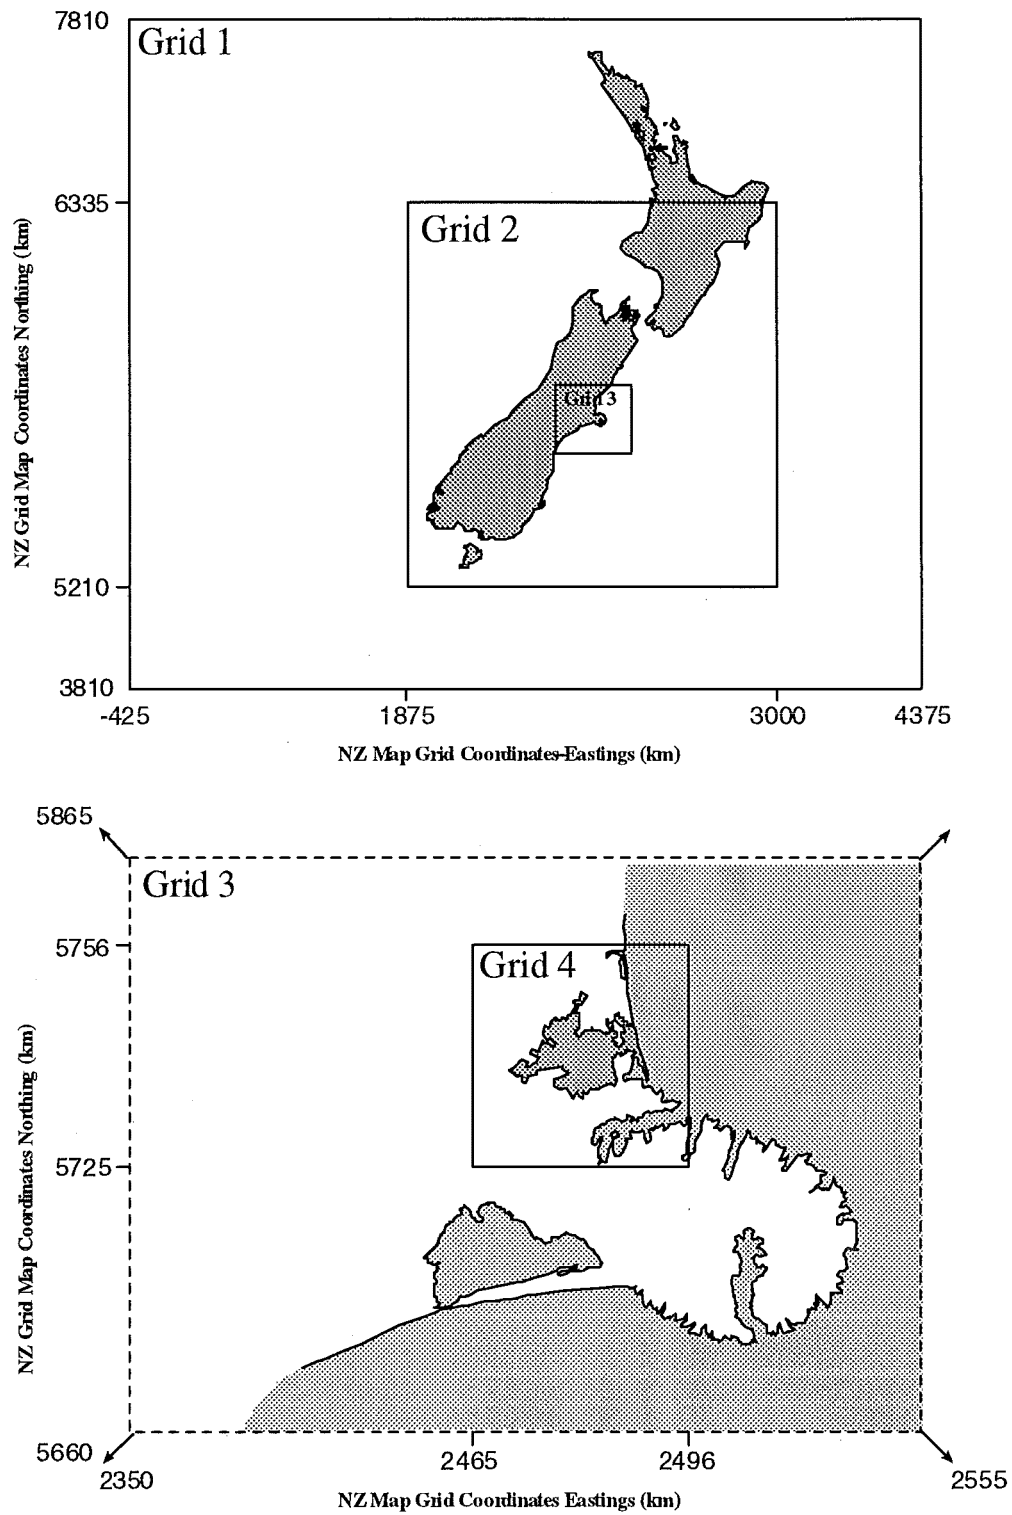 7810
Grid 1
6335
Grid 2
Grid 3
NZ Grid Map Coordinates Northing (km)
5210
3810
-425
1875
3000
4375
NZ Map Grid Coordinates-Eastings (km)
5865
Grid 3
5756
Grid 4
NZ Grid Map Coordinates Northing (km)
5725
5660
2350
2465
2496
2555
NZ Map Grid Coordinates Eastings (km)